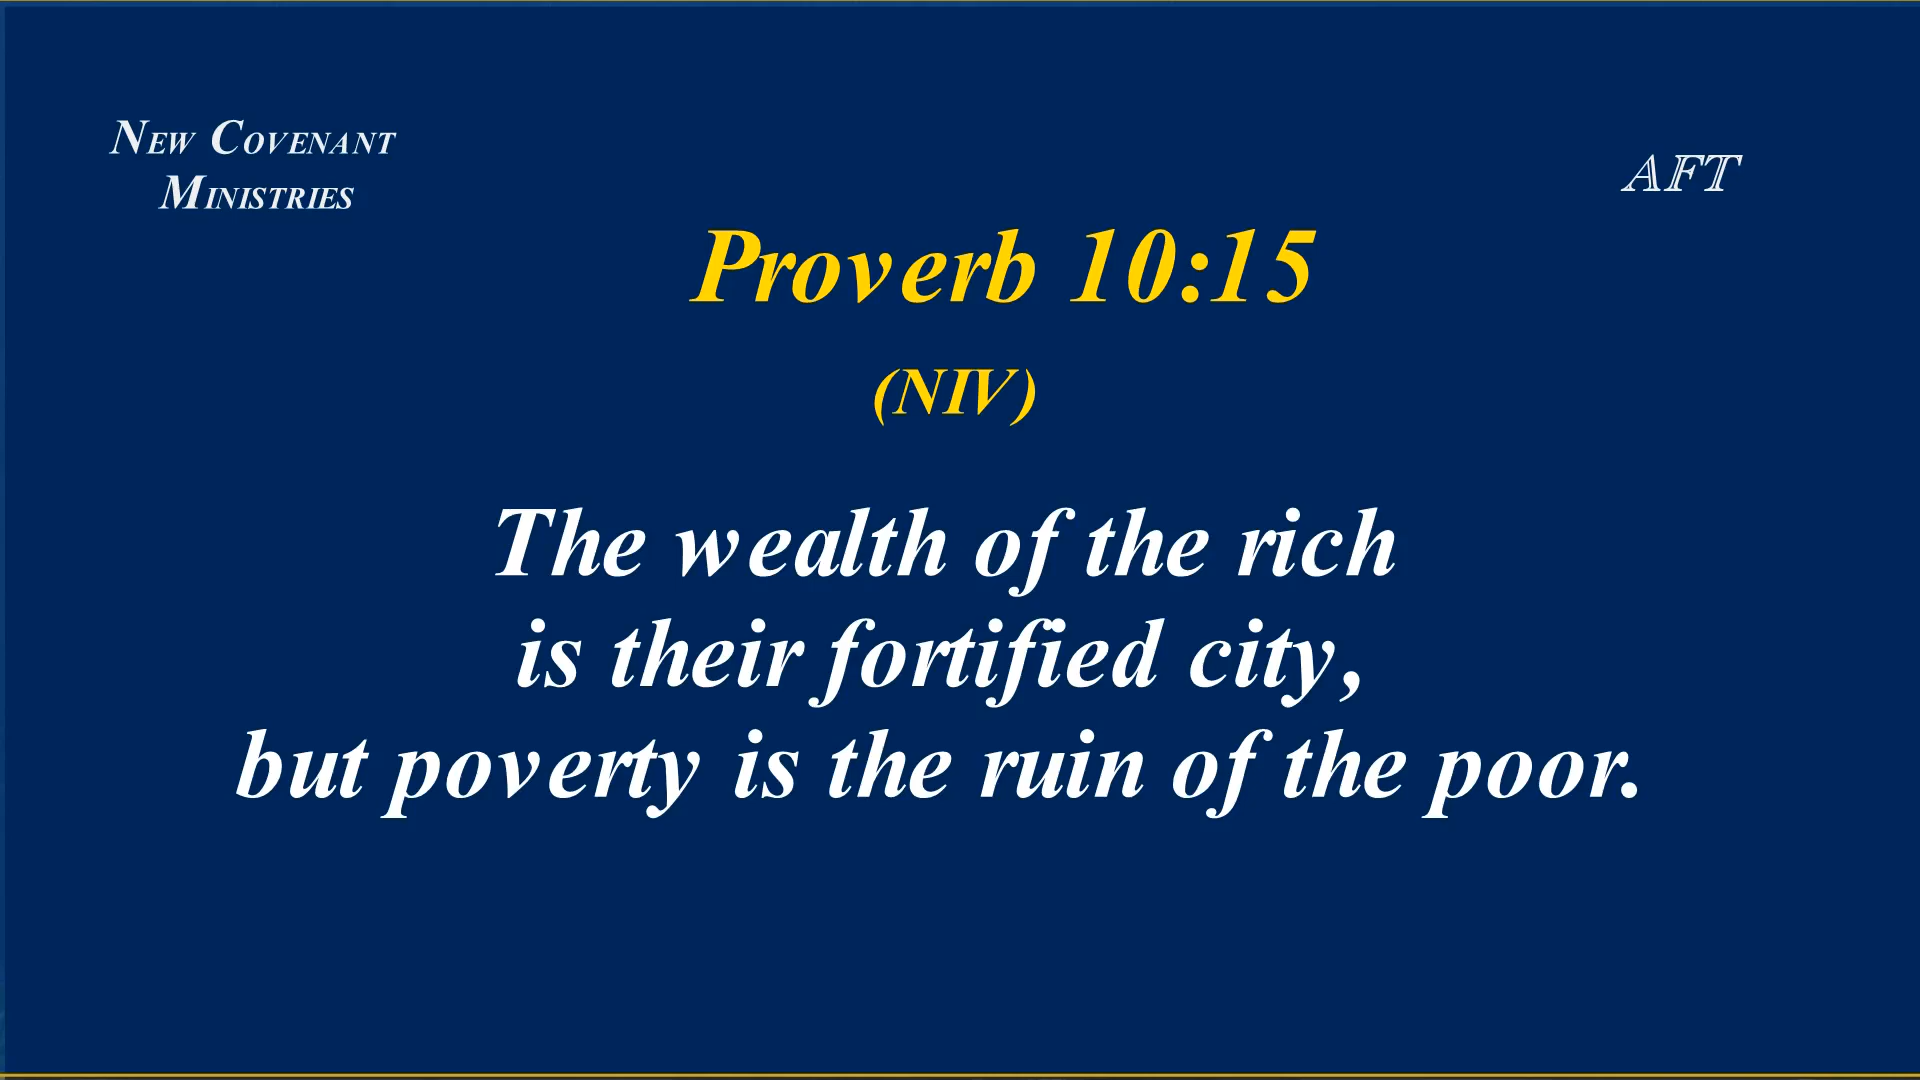 New Covenant
Ministries
AFT
Proverb 10:15
(NIV)
The wealth of the rich
is their fortified city,
but poverty is the ruin of the poor.